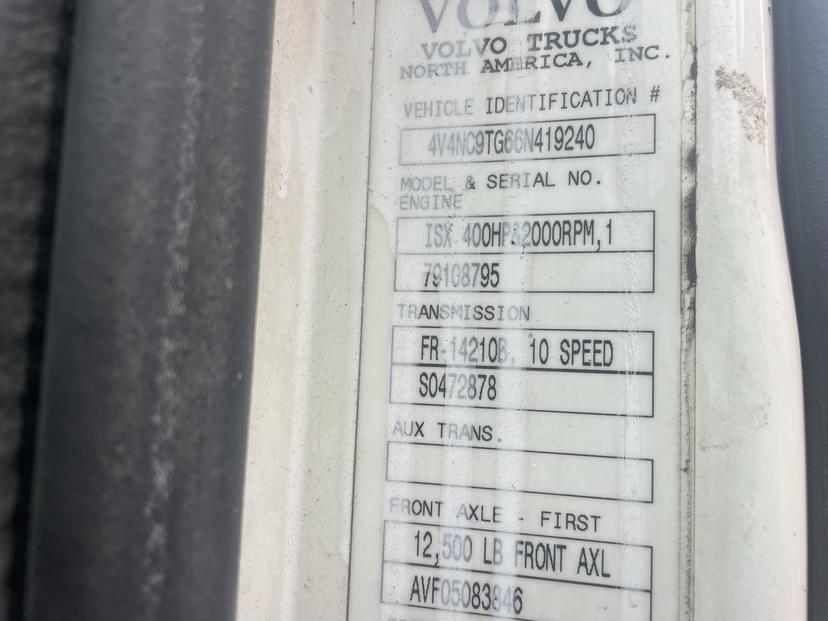 VOLVO
VOLVO TRUCKS
NORTH AMERICA, INC.
VEHICLE IDENTIFICATION #
4V4NC9TG66N419240
MODEL & SERIAL NO.
ENGINE
ISX 400HP&2000RPM,1
79108795
TRANSMISSION
FR-14210B, 10 SPEED
S0472878
AUX TRANS.
FRONT AXLE - FIRST
12,500 LB FRONT AXL
AVF05083846